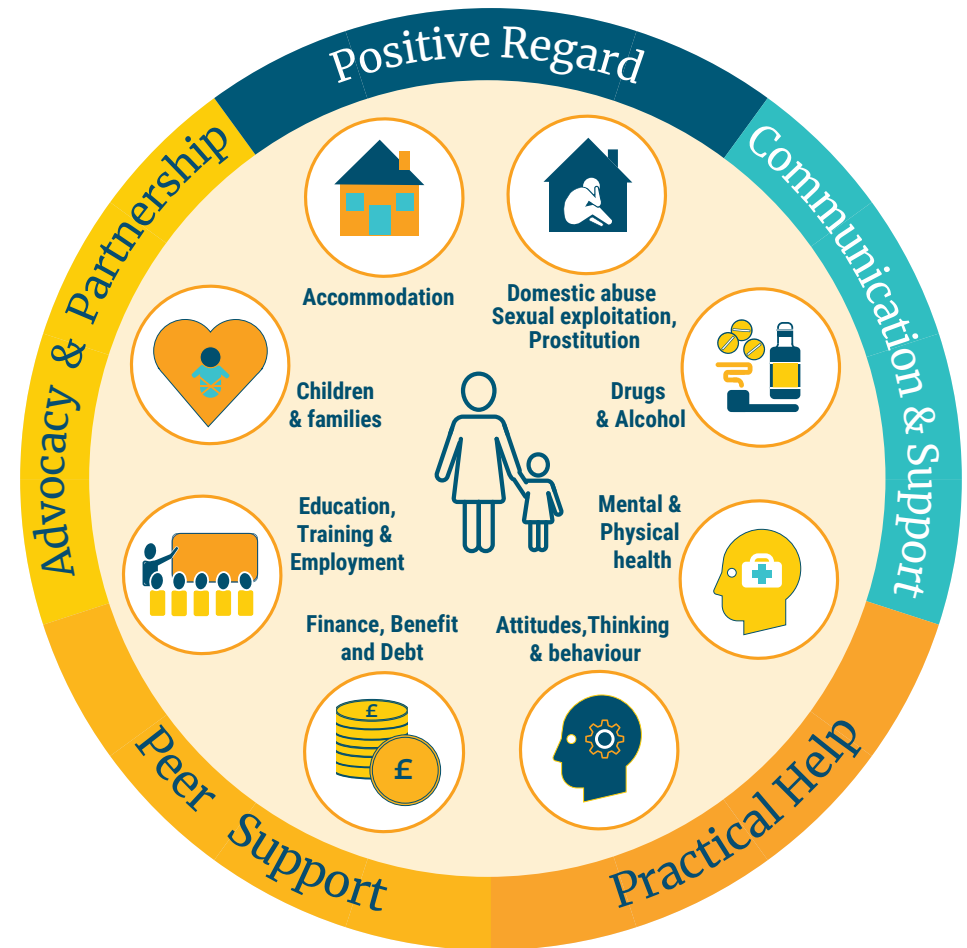 Positive Regard
Communication & Support
Practical Help
Peer Support
Advocacy & Partnership
Accommodation
Domestic abuse
Sexual exploitation,
Prostitution
Children
& families
Drugs
& Alcohol
Education,
Training &
Employment
Mental &
Physical
health
Finance, Benefit
and Debt
Attitudes,Thinking
& behaviour
£
£